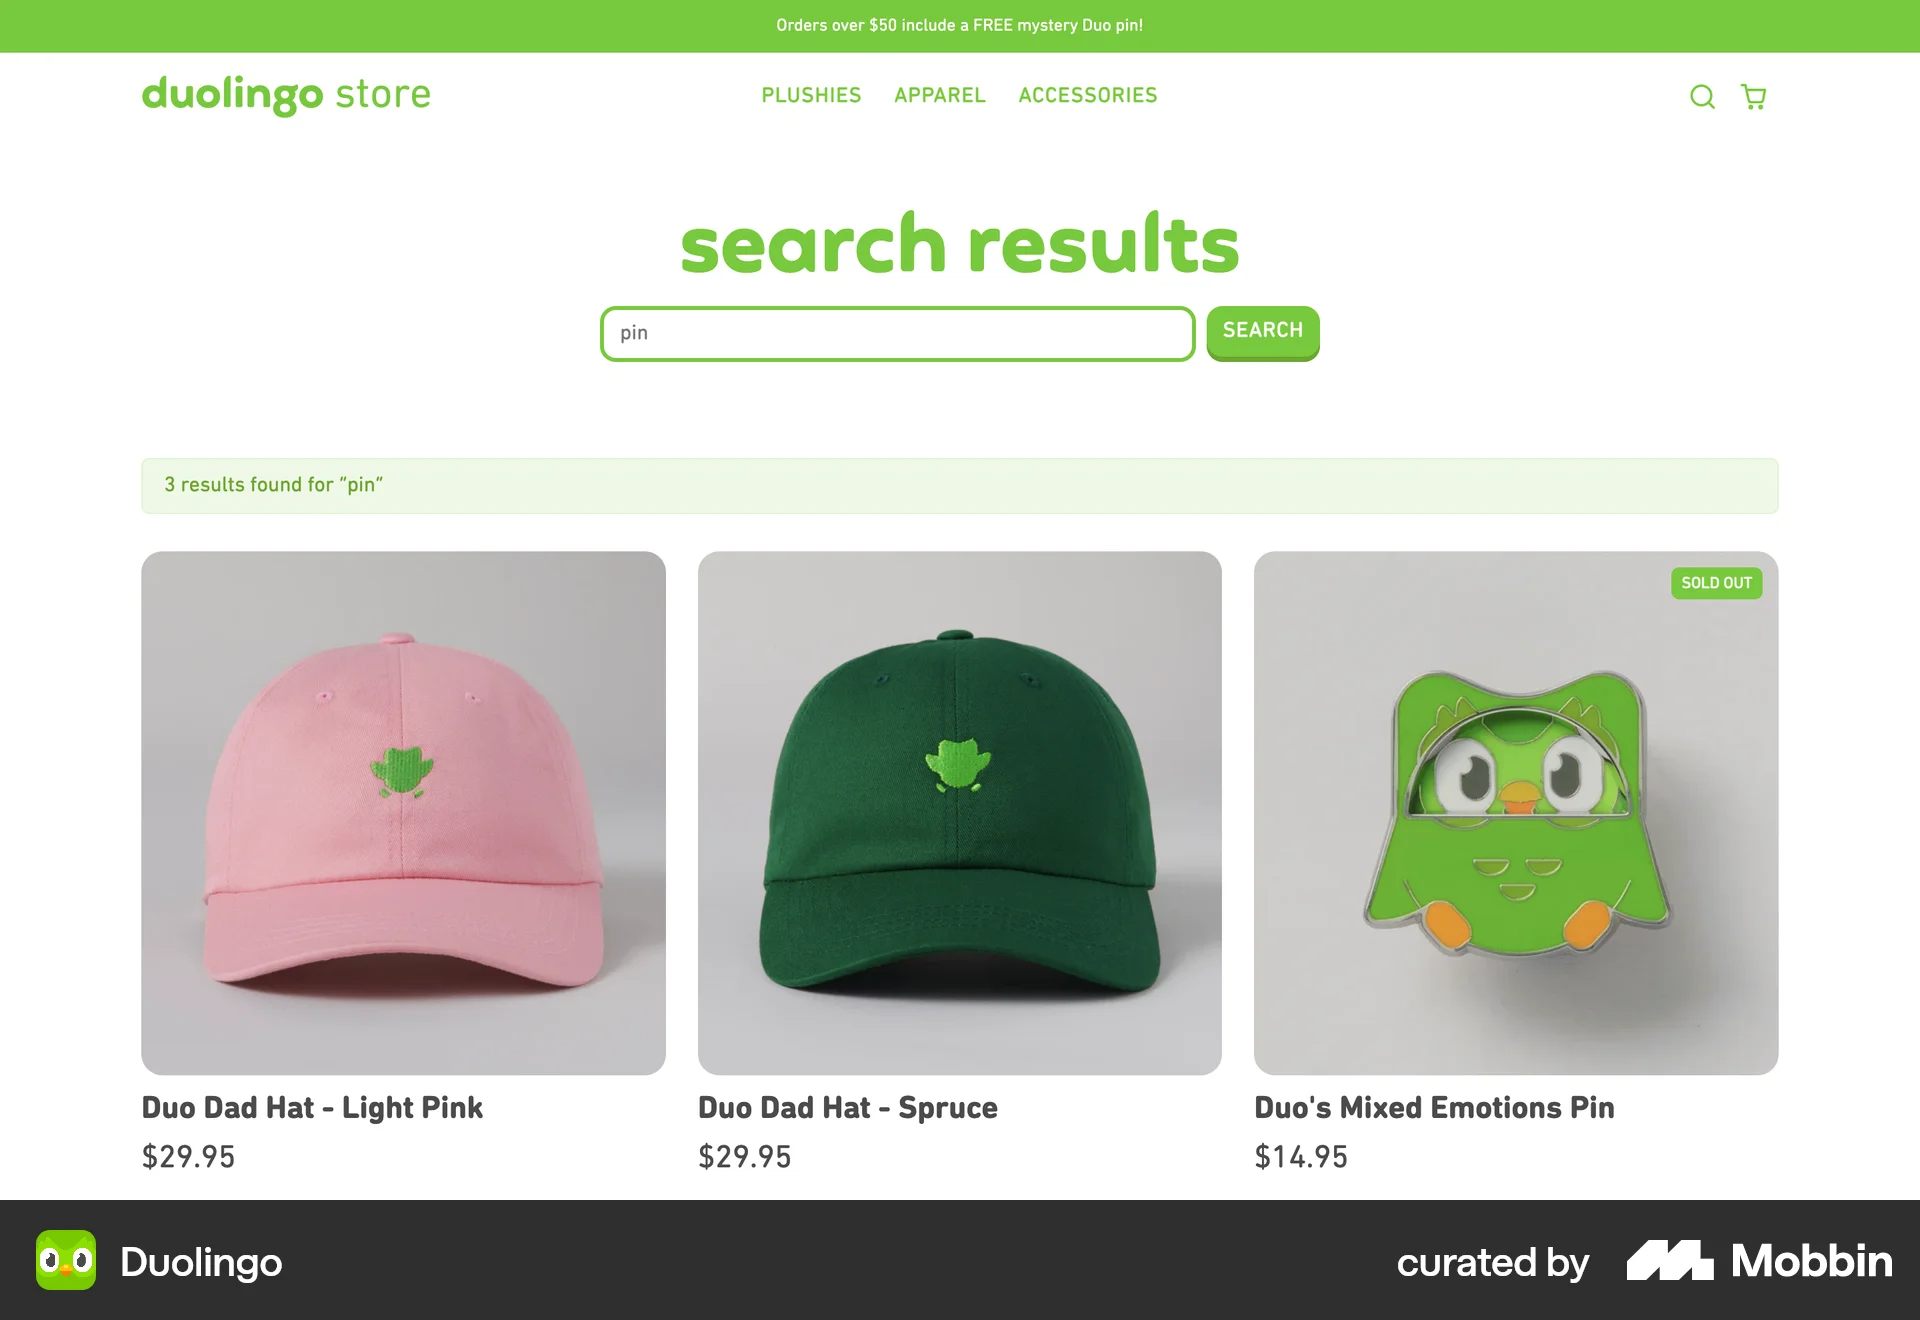 Orders over $50 include a FREE mystery Duo pin!
duolingo store
PLUSHIES
APPAREL
ACCESSORIES
search results
pin
SEARCH
3 results found for “pin”
SOLD OUT
Duo Dad Hat - Light Pink
$29.95
Duo Dad Hat - Spruce
$29.95
Duo's Mixed Emotions Pin
$14.95
Duolingo
curated by
Mobbin